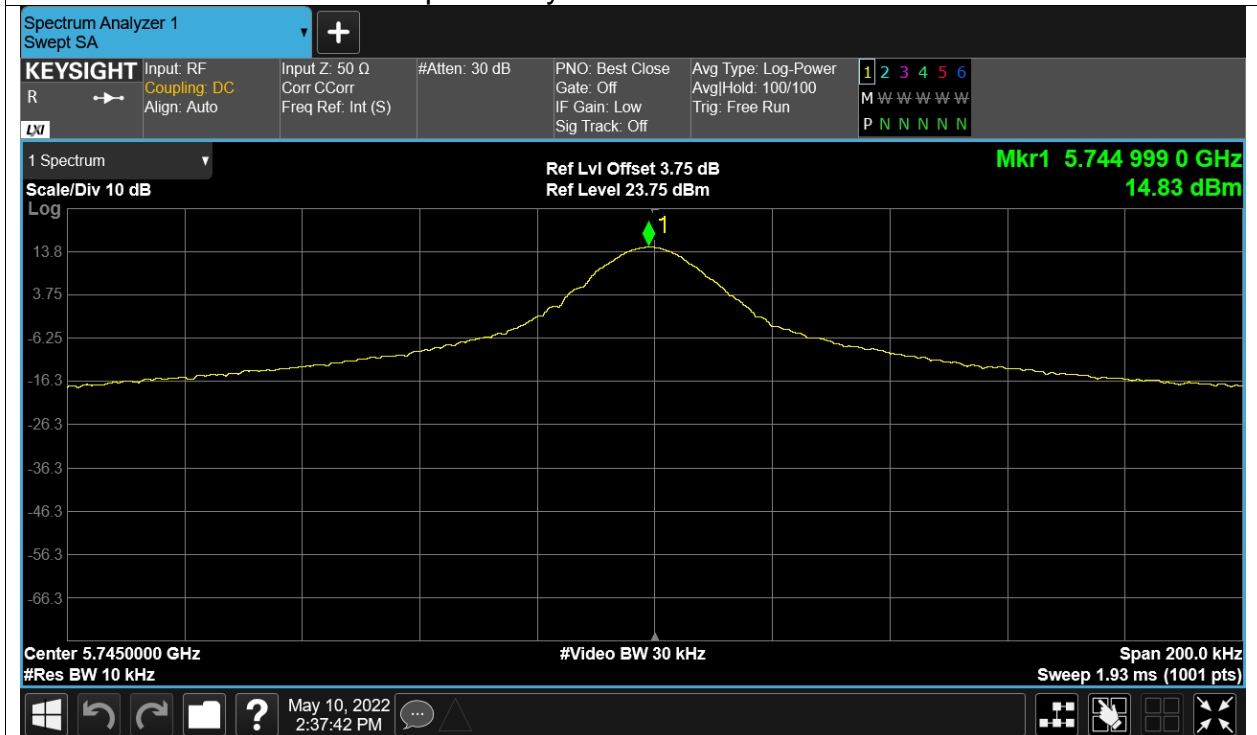 Spectrum Analyzer 1
Swept SA
+
KEYSIGHT
R
LXI
Input: RF
Coupling: DC
Align: Auto
Input Z: 50 Ω
Corr CCorr
Freq Ref: Int (S)
#Atten: 30 dB
PNO: Best Close
Gate: Off
IF Gain: Low
Sig Track: Off
Avg Type: Log-Power
Avg|Hold: 100/100
Trig: Free Run
1 2 3 4 5 6
M W W W W W
P N N N N N
1 Spectrum
Scale/Div 10 dB
Log
Ref Lvl Offset 3.75 dB
Ref Level 23.75 dBm
Mkr1 5.744 999 0 GHz
14.83 dBm
1
13.8
3.75
-6.25
-16.3
-26.3
-36.3
-46.3
-56.3
-66.3
Center 5.7450000 GHz
#Video BW 30 kHz
Span 200.0 kHz
#Res BW 10 kHz
Sweep 1.93 ms (1001 pts)
?
May 10, 2022
2:37:42 PM